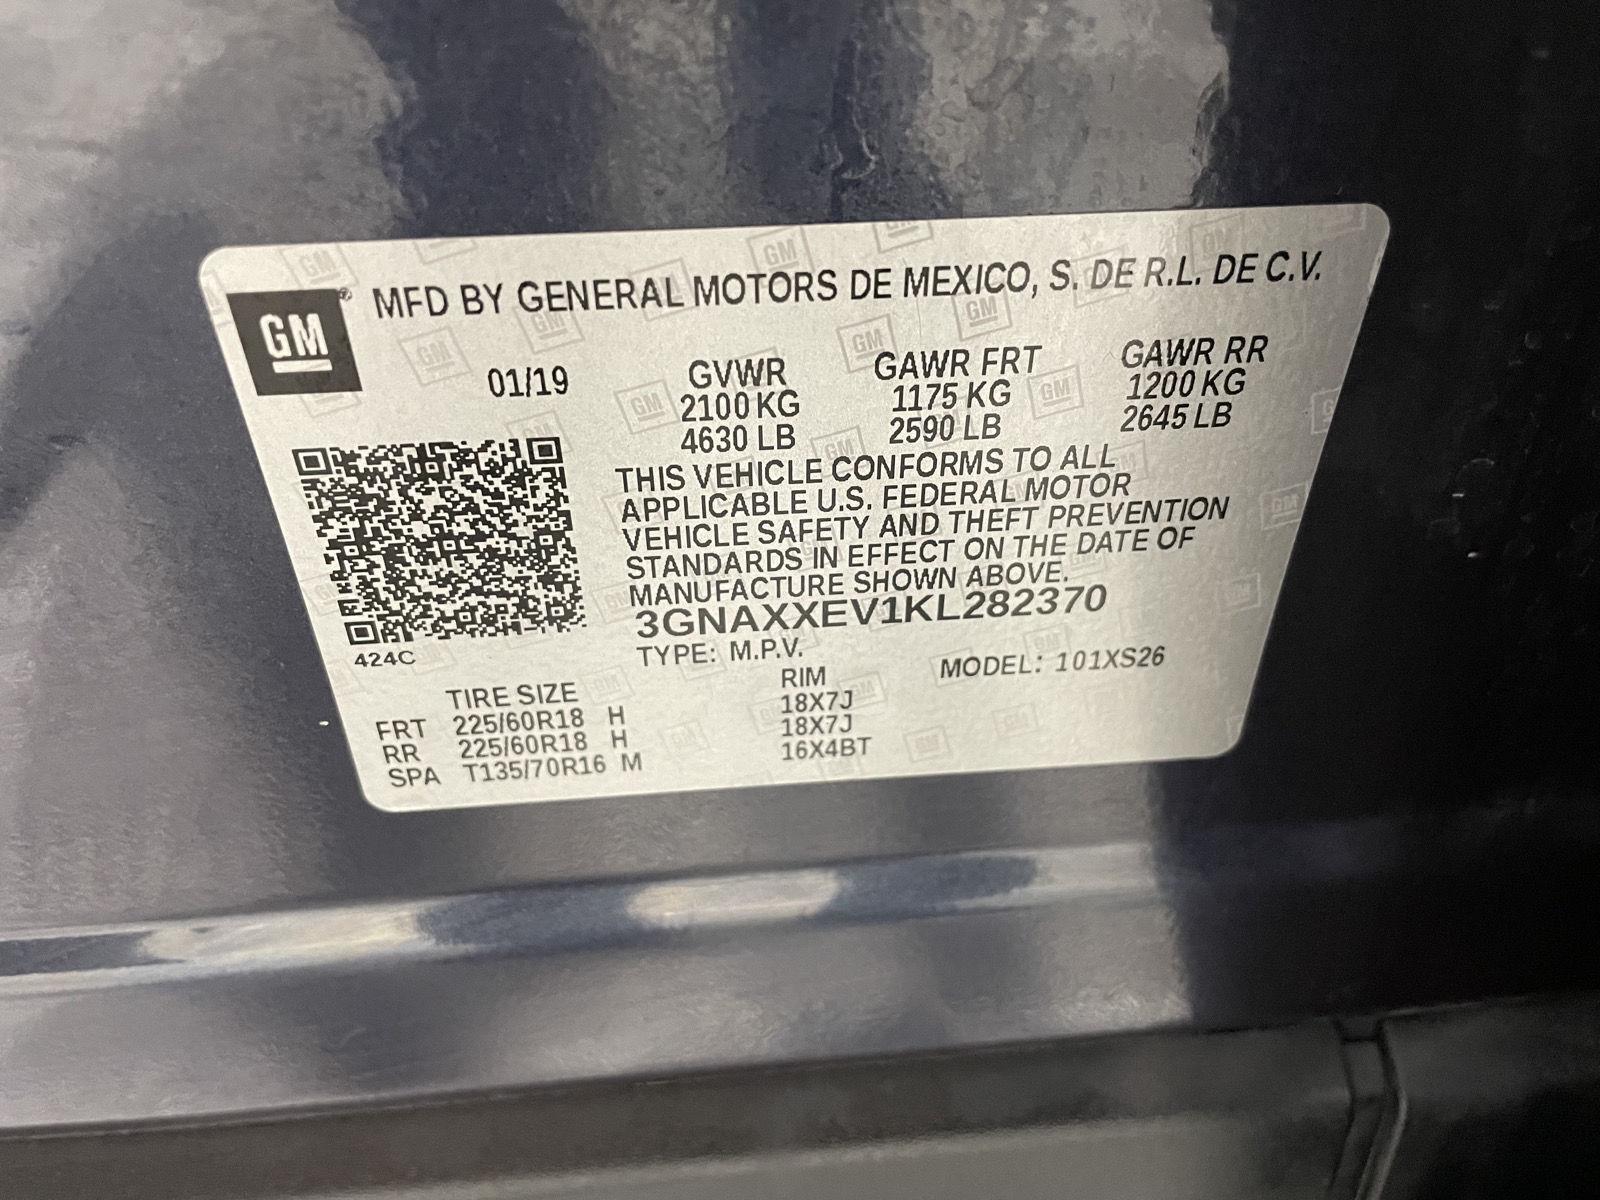 GM® MFD BY GENERAL MOTORS DE MEXICO, S. DE R.L. DE C.V.
01/19 GVWR GAWR FRT GAWR RR
2100 KG 1175 KG 1200 KG
4630 LB 2590 LB 2645 LB
THIS VEHICLE CONFORMS TO ALL
APPLICABLE U.S. FEDERAL MOTOR
VEHICLE SAFETY AND THEFT PREVENTION
STANDARDS IN EFFECT ON THE DATE OF
MANUFACTURE SHOWN ABOVE.
3GNAXXEV1KL282370
424C TYPE: M.P.V. MODEL: 101XS26
TIRE SIZE RIM
FRT 225/60R18 H 18X7J
RR 225/60R18 H 18X7J
SPA T135/70R16 M 16X4BT